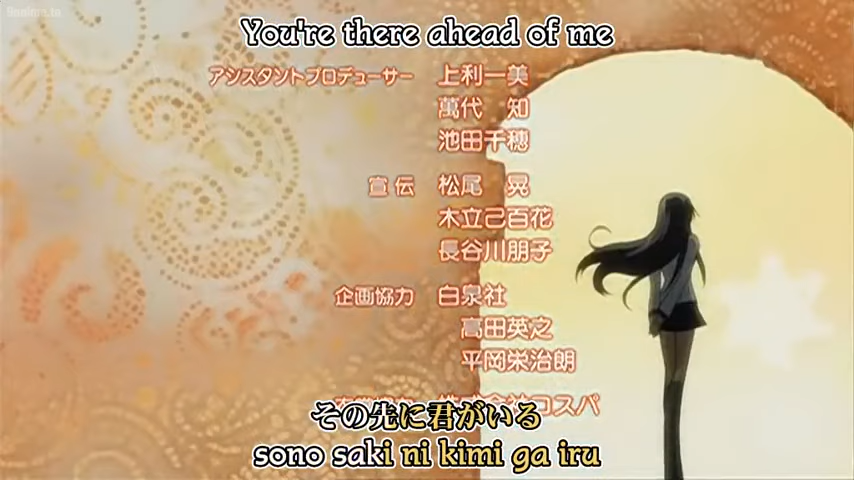 9anime.to
You're there ahead of me
アシスタントプロデューサー 上利一美
萬代 知
池田千穂
宣伝 松尾 晃
木立己百花
長谷川朋子
企画協力 白泉社
高田英之
平岡栄治朗
コスパ
その先に君がいる
sono saki ni kimi ga iru